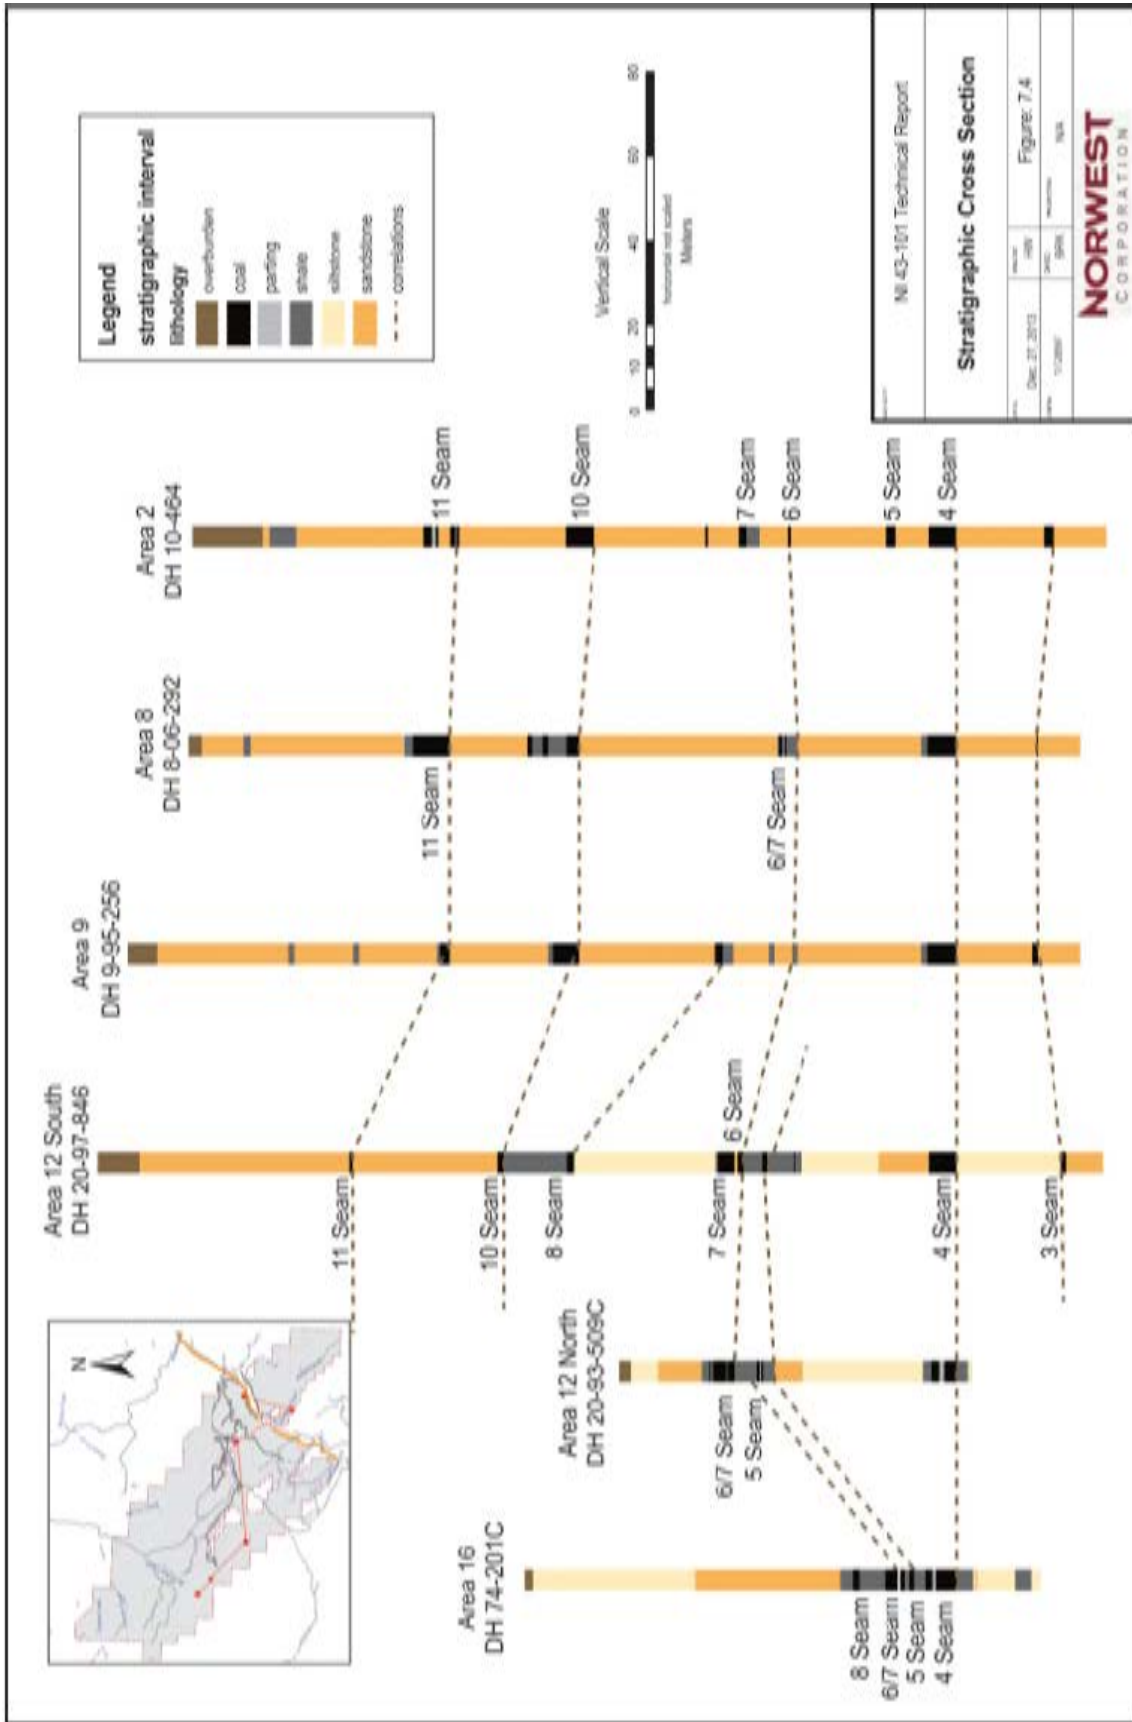 Area 16
DH 74-201C
8 Seam
6/7 Seam
5 Seam
4 Seam
Area 12 North
DH 20-93-509C
6/7 Seam
5 Seam
Area 12 South
DH 20-97-846
11 Seam
10 Seam
8 Seam
7 Seam
6 Seam
4 Seam
3 Seam
Area 9
DH 9-95-256
Area 8
DH 8-06-292
11 Seam
6/7 Seam
Area 2
DH 10-464
11 Seam
10 Seam
7 Seam
6 Seam
5 Seam
4 Seam
N
Legend
stratigraphic interval
lithology
overburden
coal
parting
shale
siltstone
sandstone
correlations
Vertical Scale
0 10 20 40 60 80
horizontal not scaled
Meters
NI 43-101 Technical Report
Stratigraphic Cross Section
Dec. 27, 2013
Figure: 7.4
N/A
NORWEST
CORPORATION